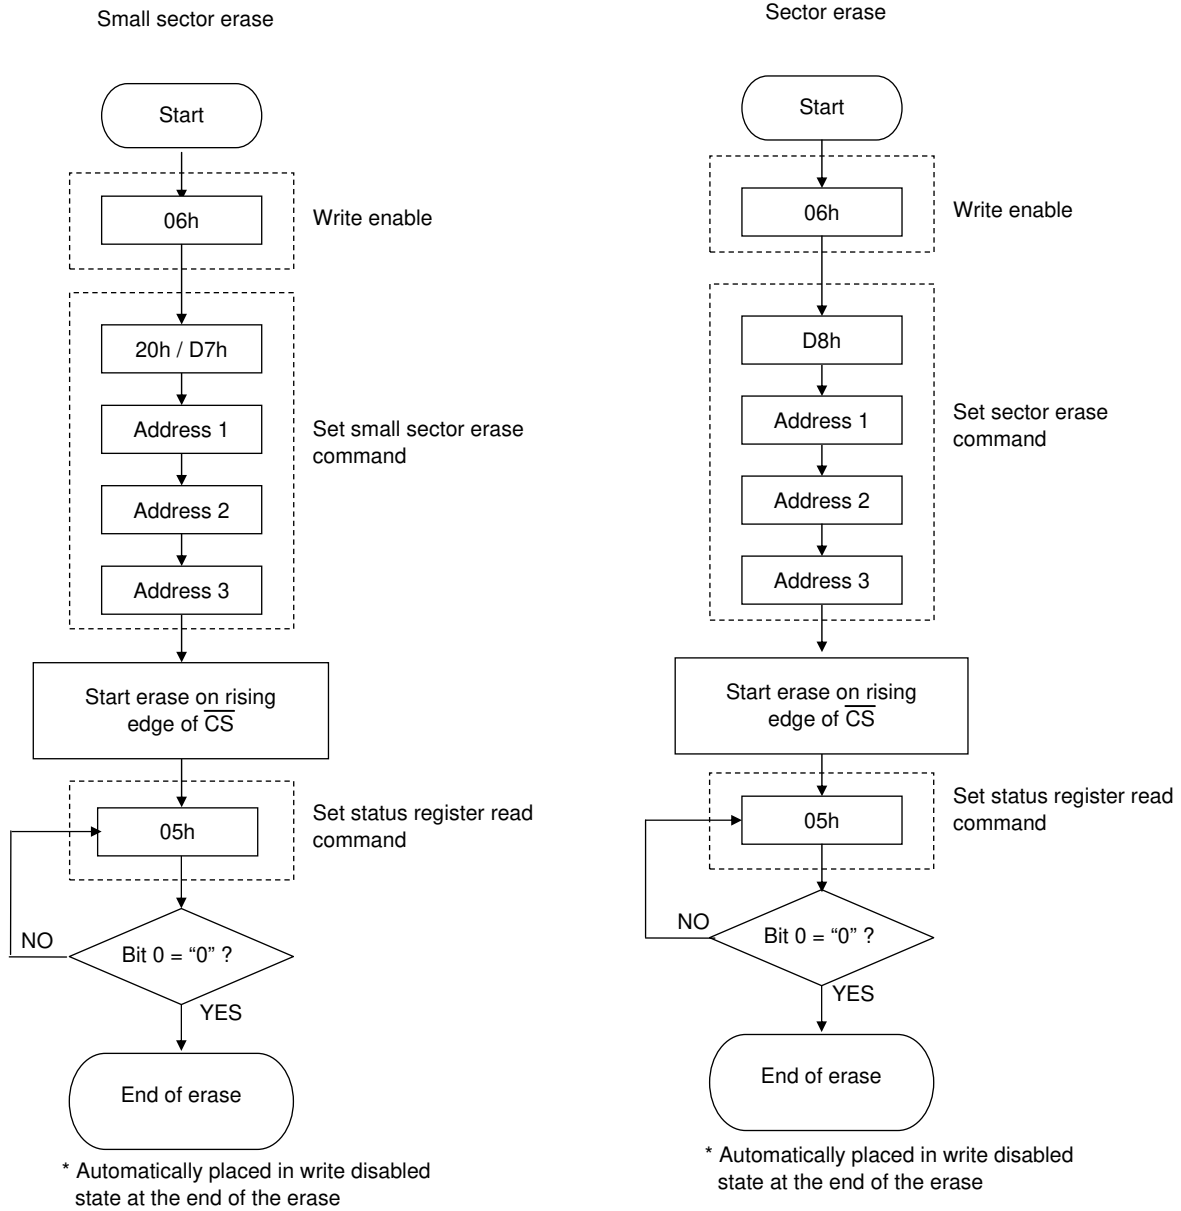 Small sector erase
Start
06h
Write enable
20h / D7h
Address 1
Set small sector erase
command
Address 2
Address 3
Start erase on rising
edge of C̅S̅
05h
Set status register read
command
NO
Bit 0 = “0” ?
YES
End of erase
* Automatically placed in write disabled
state at the end of the erase
Sector erase
Start
06h
Write enable
D8h
Address 1
Set sector erase
command
Address 2
Address 3
Start erase on rising
edge of C̅S̅
05h
Set status register read
command
NO
Bit 0 = “0” ?
YES
End of erase
* Automatically placed in write disabled
state at the end of the erase